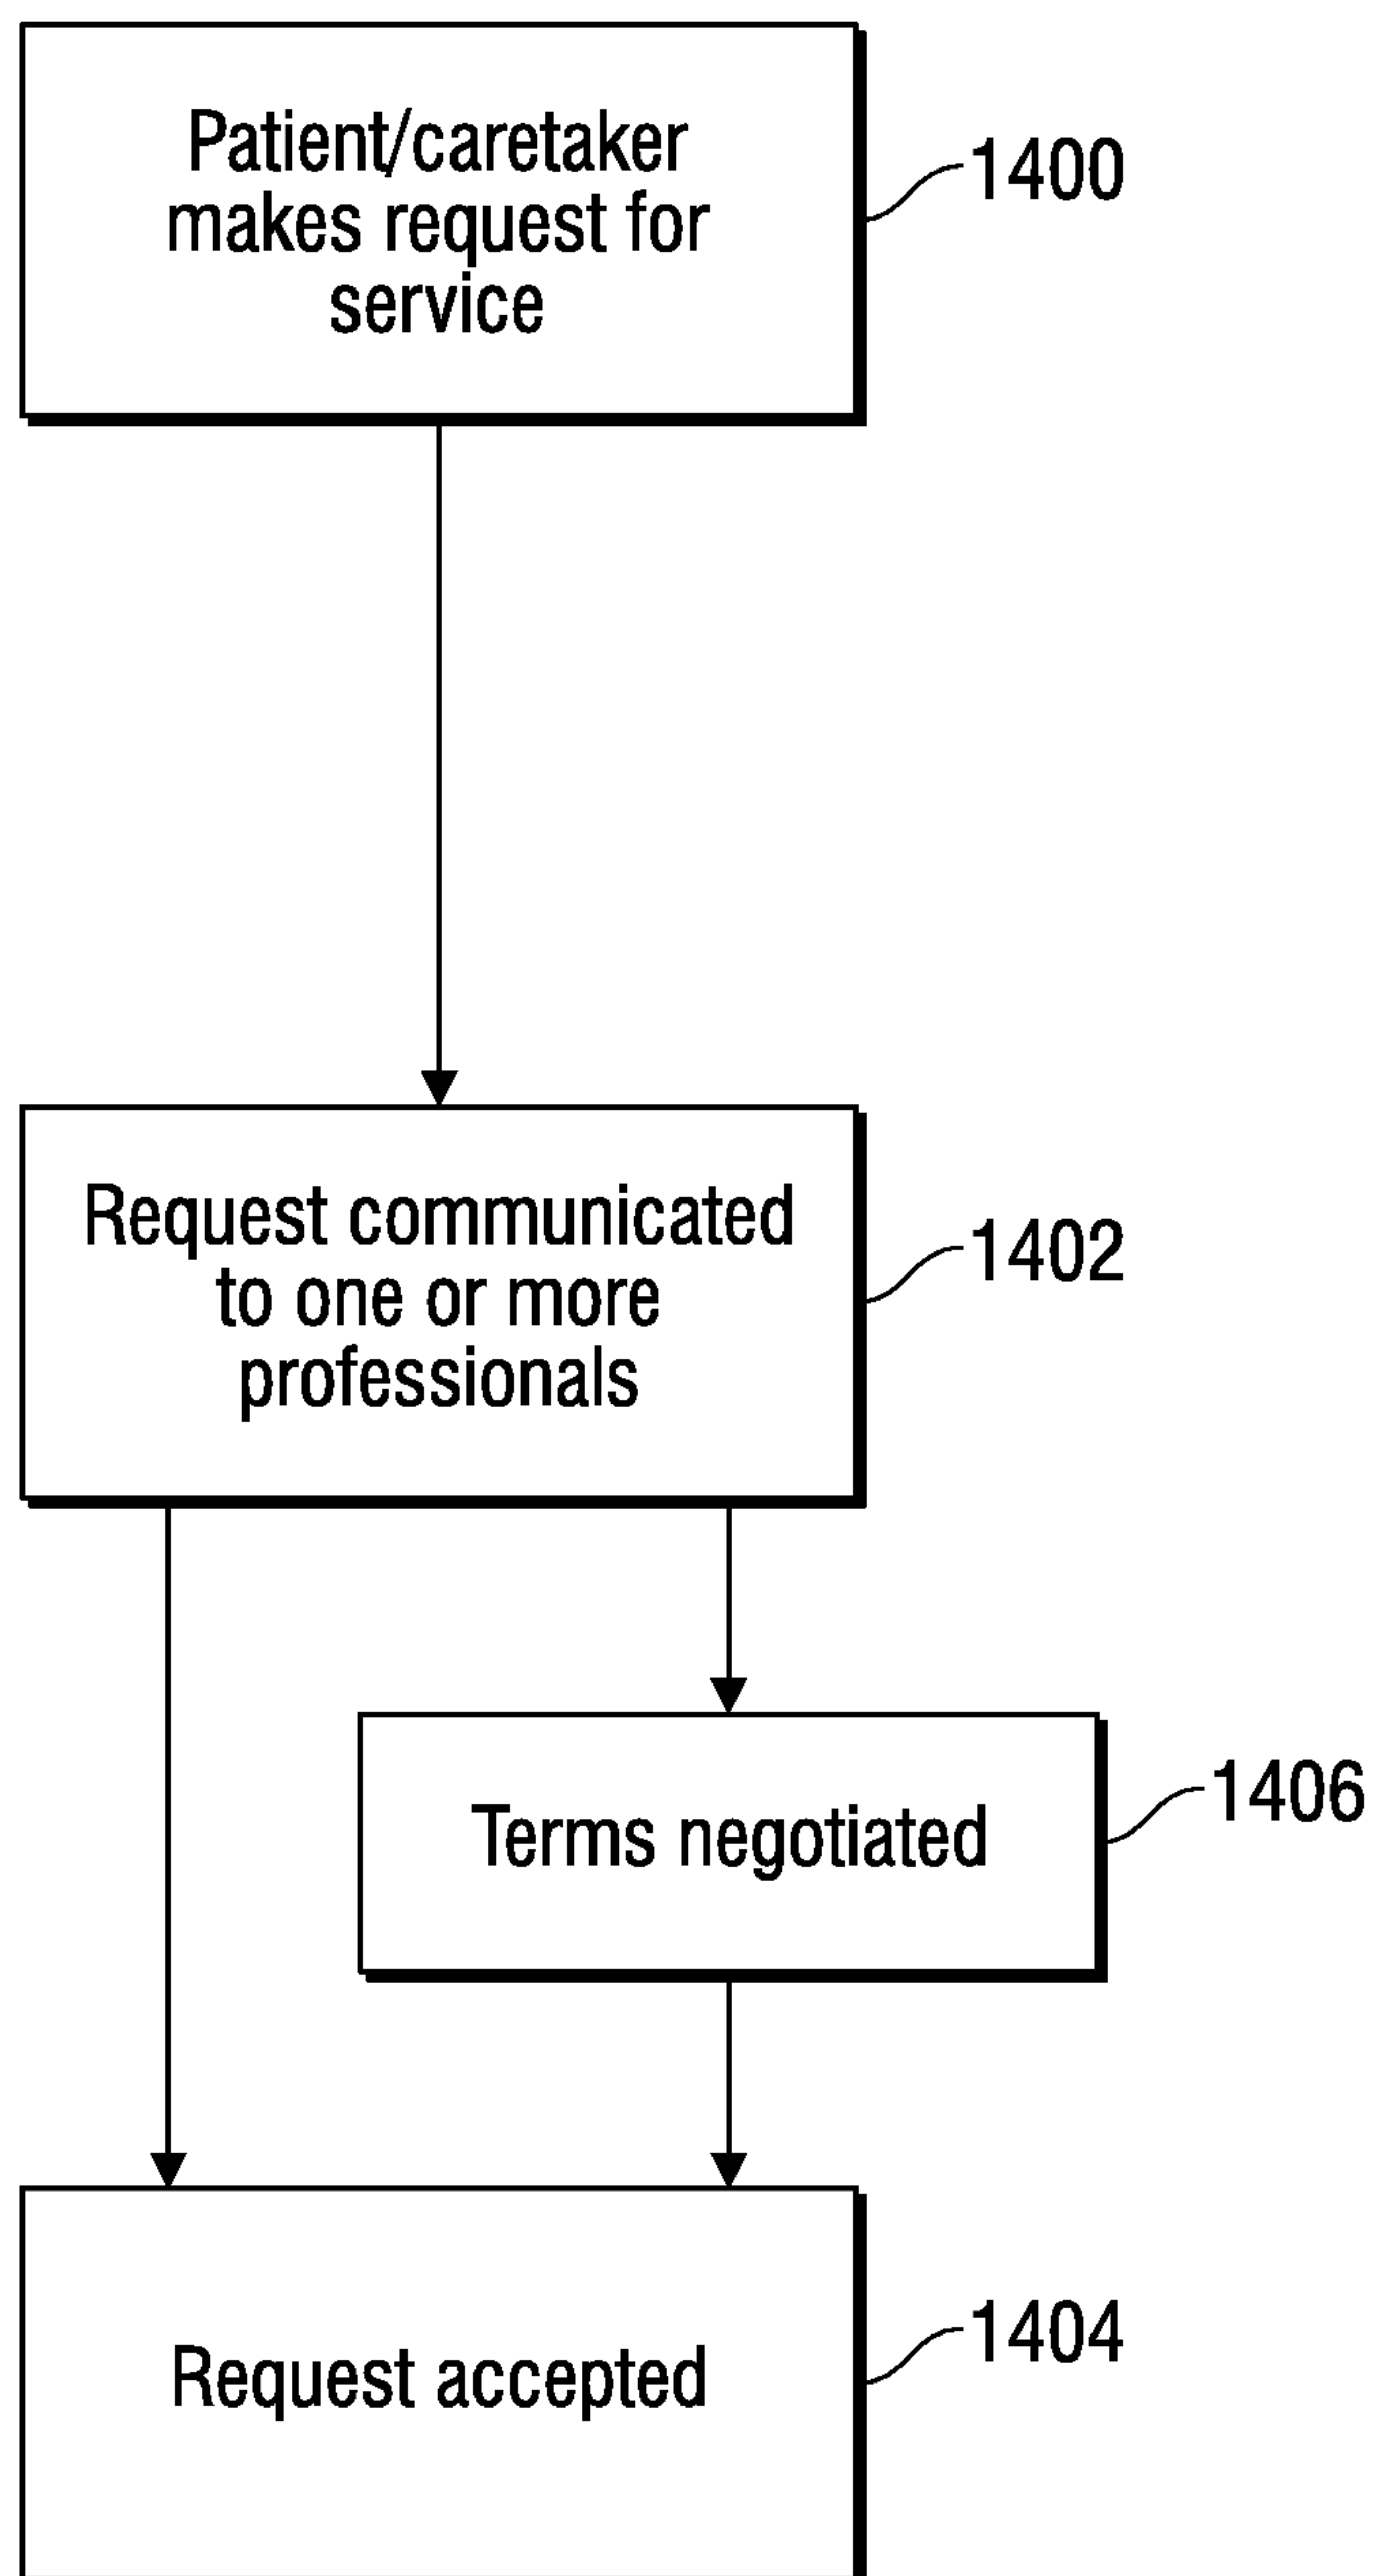 Patient/caretaker
makes request for
service
1400
Request communicated
to one or more
professionals
1402
Terms negotiated
1406
Request accepted
1404